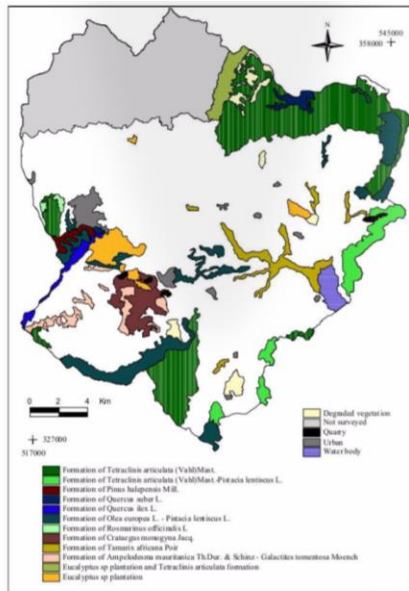 N
545000
358000
0 2 4 Km
327000
517000
Degraded vegetation
Not surveyed
Quarry
Urban
Water body
Formation of Tetraclinis articulata (Vahl)Mast.
Formation of Tetraclinis articulata (Vahl)Mast.-Pistacia lentiscus L.
Formation of Pinus halepensis Mill.
Formation of Quercus suber L.
Formation of Quercus ilex L.
Formation of Olea europea L. - Pistacia lentiscus L.
Formation of Rosmarinus officinalis L
Formation of Crataegus monogyna Jacq.
Formation of Tamarix africana Poir
Formation of Ampelodesma mauritanica Th.Dur. & Schinz - Galactites tomentosa Moench
Eucalyptus sp plantation and Tetraclinis articulata formation
Eucalyptus sp plantation